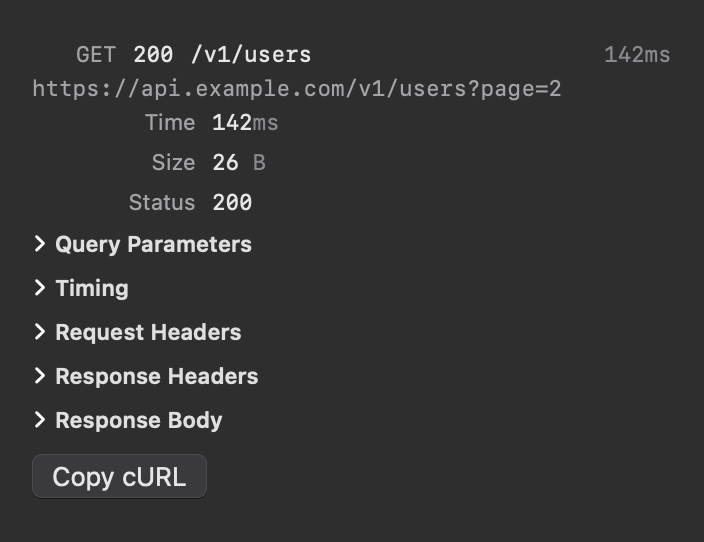 GET 200 /v1/users 142ms
https://api.example.com/v1/users?page=2
Time 142ms
Size 26 B
Status 200
Query Parameters
Timing
Request Headers
Response Headers
Response Body
Copy cURL